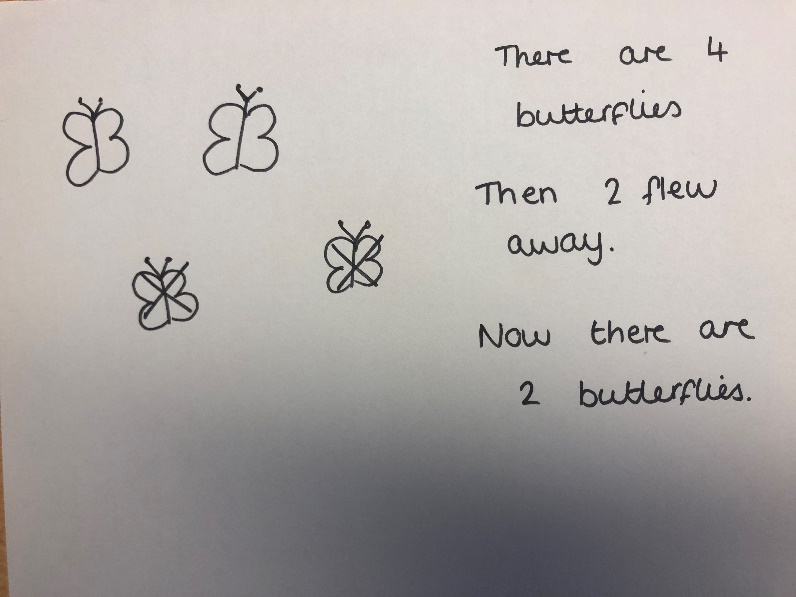 There are 4
butterflies
Then 2 flew
away.
Now there are
2 butterflies.